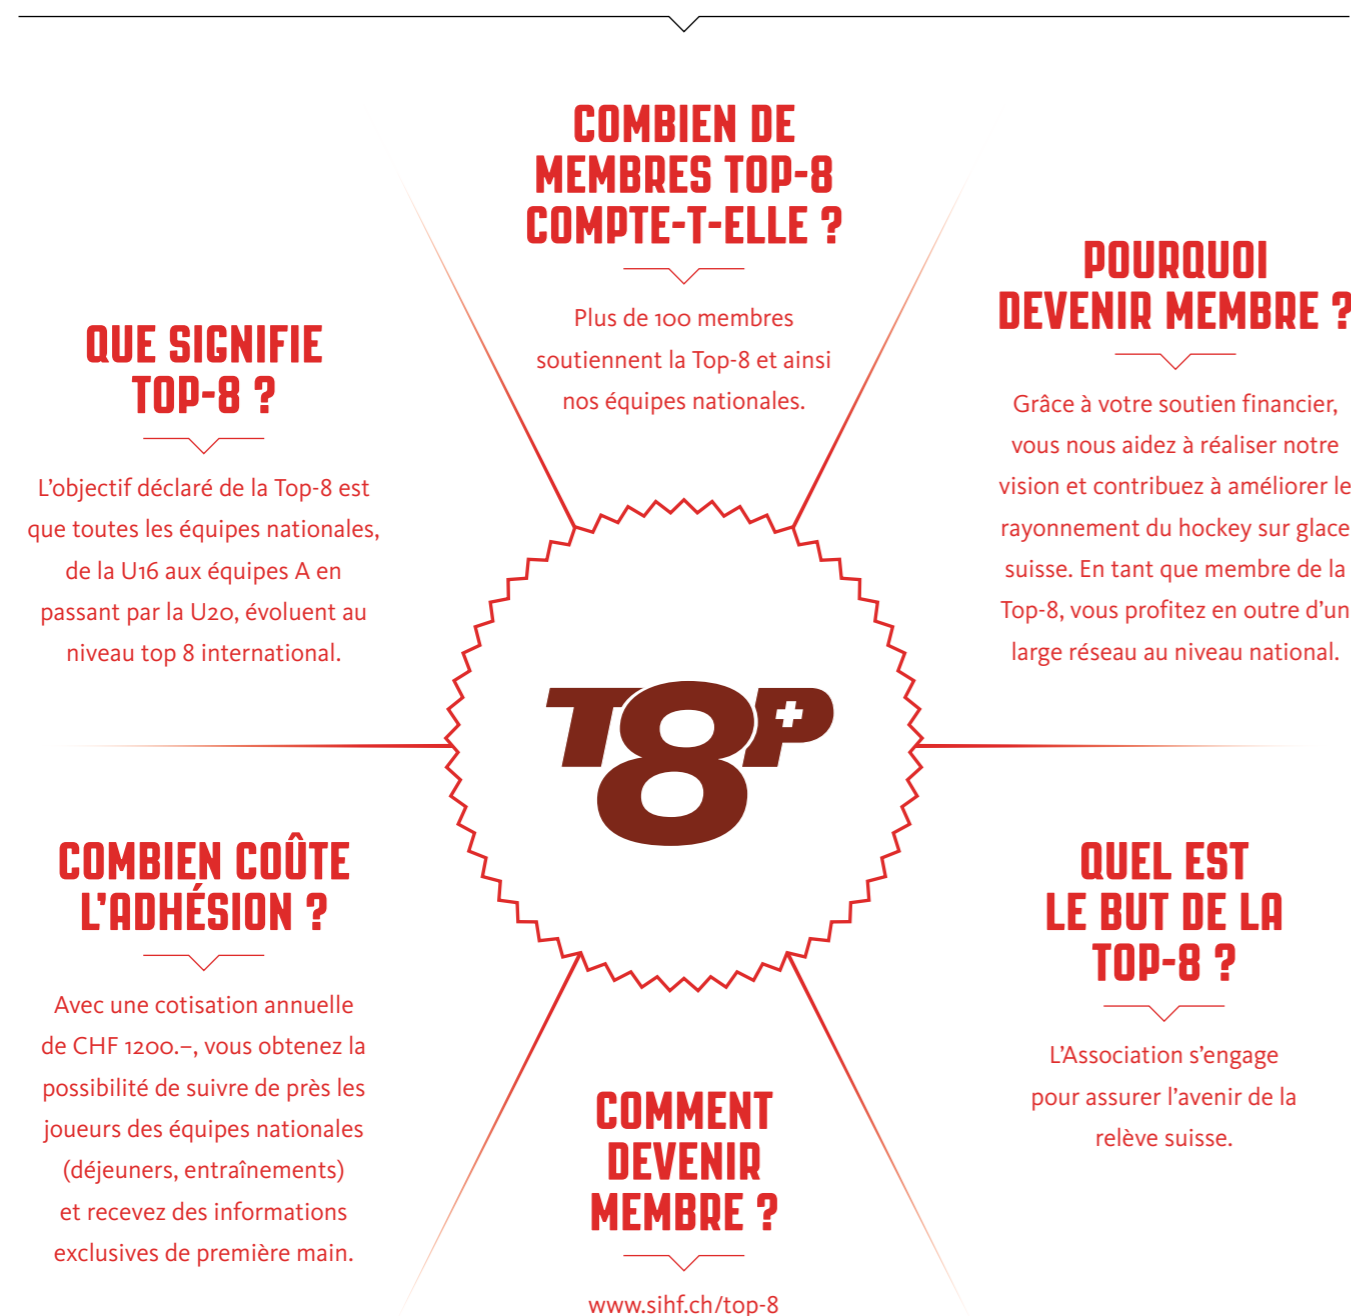 COMBIEN DE
MEMBRES TOP-8
COMPTE-T-ELLE ?
Plus de 100 membres
soutiennent la Top-8 et ainsi
nos équipes nationales.
POURQUOI
DEVENIR MEMBRE ?
Grâce à votre soutien financier,
vous nous aidez à réaliser notre
vision et contribuez à améliorer le
rayonnement du hockey sur glace
suisse. En tant que membre de la
Top-8, vous profitez en outre d’un
large réseau au niveau national.
QUE SIGNIFIE
TOP-8 ?
L’objectif déclaré de la Top-8 est
que toutes les équipes nationales,
de la U16 aux équipes A en
passant par la U20, évoluent au
niveau top 8 international.
T8P
COMBIEN COÛTE
L’ADHÉSION ?
Avec une cotisation annuelle
de CHF 1200.–, vous obtenez la
possibilité de suivre de près les
joueurs des équipes nationales
(déjeuners, entraînements)
et recevez des informations
exclusives de première main.
QUEL EST
LE BUT DE LA
TOP-8 ?
L’Association s’engage
pour assurer l’avenir de la
relève suisse.
COMMENT
DEVENIR
MEMBRE ?
www.sihf.ch/top-8